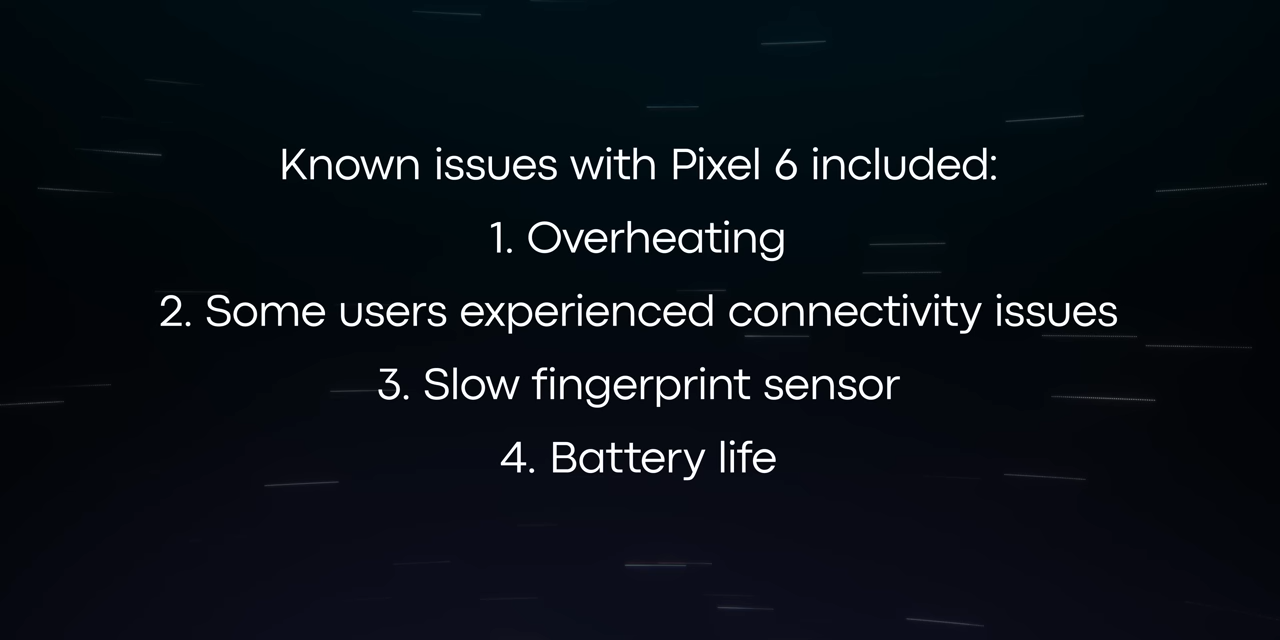 Known issues with Pixel 6 included:
1. Overheating
2. Some users experienced connectivity issues
3. Slow fingerprint sensor
4. Battery life